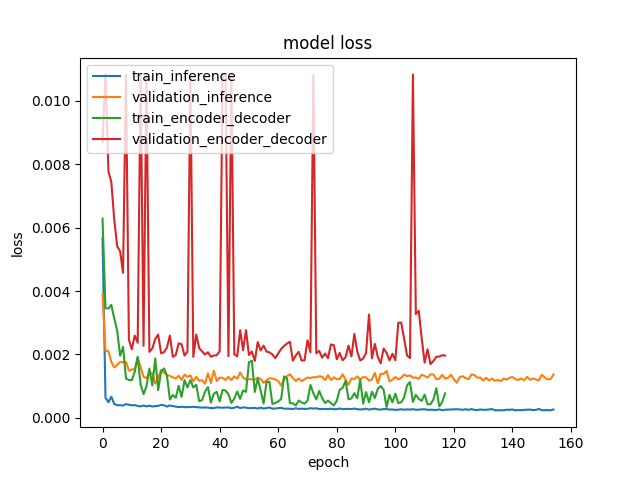 model loss
train_inference
validation_inference
train_encoder_decoder
validation_encoder_decoder
0.010
0.008
0.006
0.004
0.002
0.000
loss
0 20 40 60 80 100 120 140 160
epoch